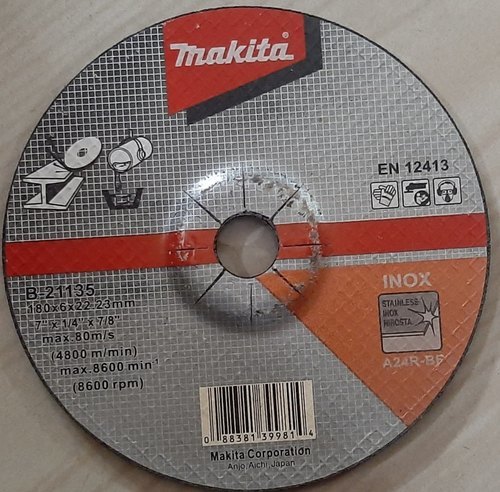 makita®
EN 12413
B-21135
180x6x22.23mm
7" x 1/4" x 7/8"
max.80m/s
(4800 m/min)
max.8600 min⁻¹
(8600 rpm)
INOX
STAINLESS
INOX
ROSTA
A24R-BF
0 88381 39981 4
Makita Corporation
Anjo, Aichi, Japan